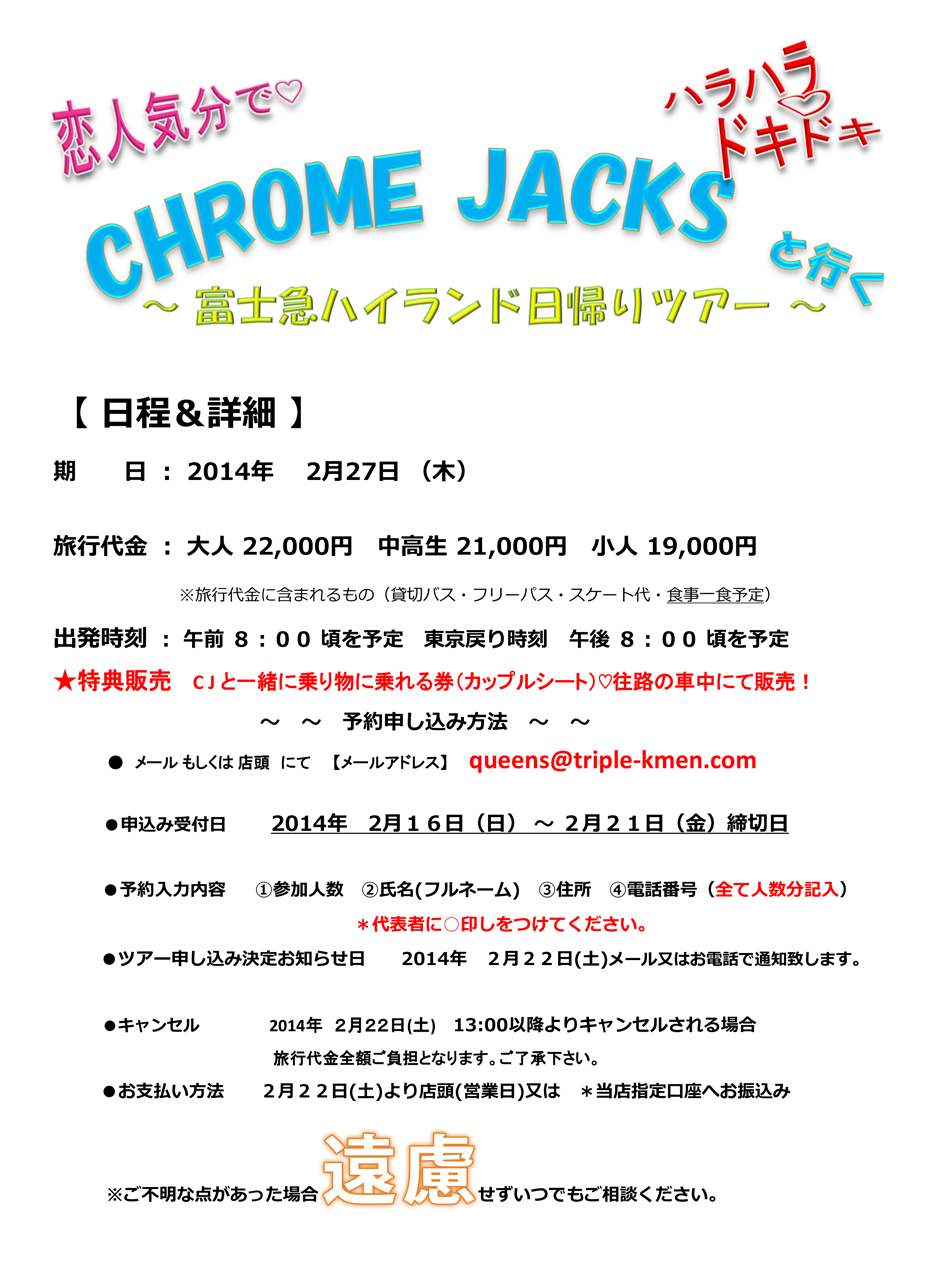 恋人気分で♡
ハラハラ
♡
ドキドキ
CHROME JACKS
と行く
～ 富士急ハイランド日帰りツアー ～
【 日程＆詳細 】
期　　日 ： 2014年　2月27日 （木）
旅行代金 ： 大人 22,000円　中高生 21,000円　小人 19,000円
※旅行代金に含まれるもの（貸切バス・フリーパス・スケート代・食事一食予定）
出発時刻 ： 午前 ８：００ 頃を予定　東京戻り時刻　午後 ８：００ 頃を予定
★特典販売　ＣＪと一緒に乗り物に乗れる券（カップルシート）♡往路の車中にて販売！
～　～　予約申し込み方法　～　～
●　メール もしくは 店頭　にて　【メールアドレス】　queens@triple-kmen.com
●申込み受付日　2014年　2月１６日（日） ～ ２月２１日（金）締切日
●予約入力内容　①参加人数　②氏名(フルネーム)　③住所　④電話番号（全て人数分記入）
＊代表者に○印しをつけてください。
●ツアー申し込み決定お知らせ日　2014年　２月２２日(土)メール又はお電話で通知致します。
●キャンセル　2014年　２月２２日(土)　13:00以降よりキャンセルされる場合
旅行代金全額ご負担となります。ご了承下さい。
●お支払い方法　２月２２日(土)より店頭(営業日)又は　＊当店指定口座へお振込み
※ご不明な点があった場合遠慮せずいつでもご相談ください。